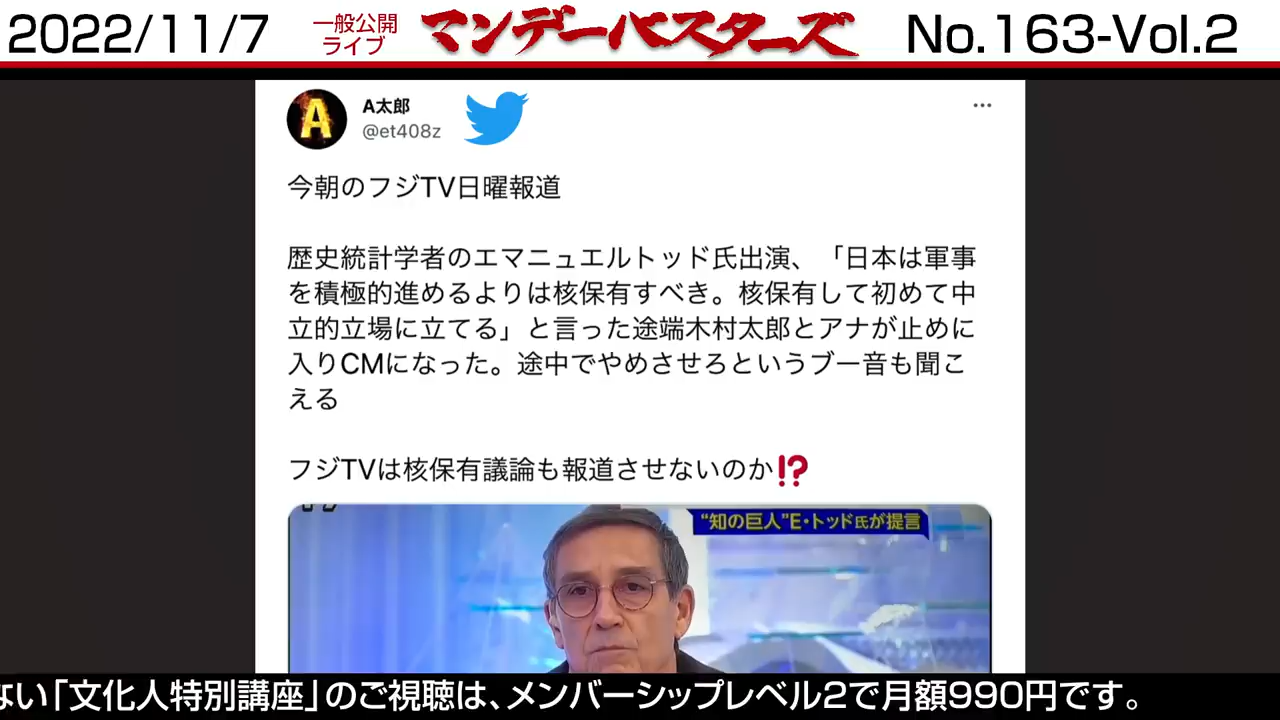 2022/11/7
一般公開
ライブ
マンデーバスターズ
No.163-Vol.2
A
A太郎
@et408z
今朝のフジTV日曜報道
歴史統計学者のエマニュエルトッド氏出演、「日本は軍事
を積極的進めるよりは核保有すべき。核保有して初めて中
立的立場に立てる」と言った途端木村太郎とアナが止めに
入りCMになった。途中でやめさせろというブー音も聞こ
える
フジTVは核保有議論も報道させないのか⁉️
“知の巨人”E・トッド氏が提言
ない「文化人特別講座」のご視聴は、メンバーシップレベル2で月額990円です。